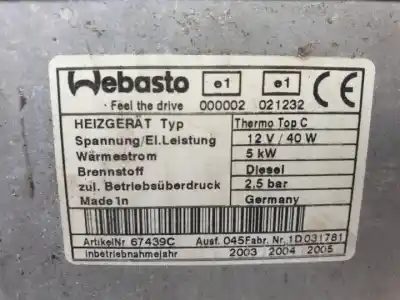 Webasto e1 e1 CE
· Feel the drive 000002 021232
HEIZGERÄT Typ Thermo Top C
Spannung/El.Leistung 12 V / 40 W
Wärmestrom 5 kW
Brennstoff Diesel
zul. Betriebsüberdruck 2,5 bar
Made In Germany
ArtikelNr 67439C Ausf. 045 Fabr. Nr. 1D031781
inbetriebnahmejahr 2003 2004 2005